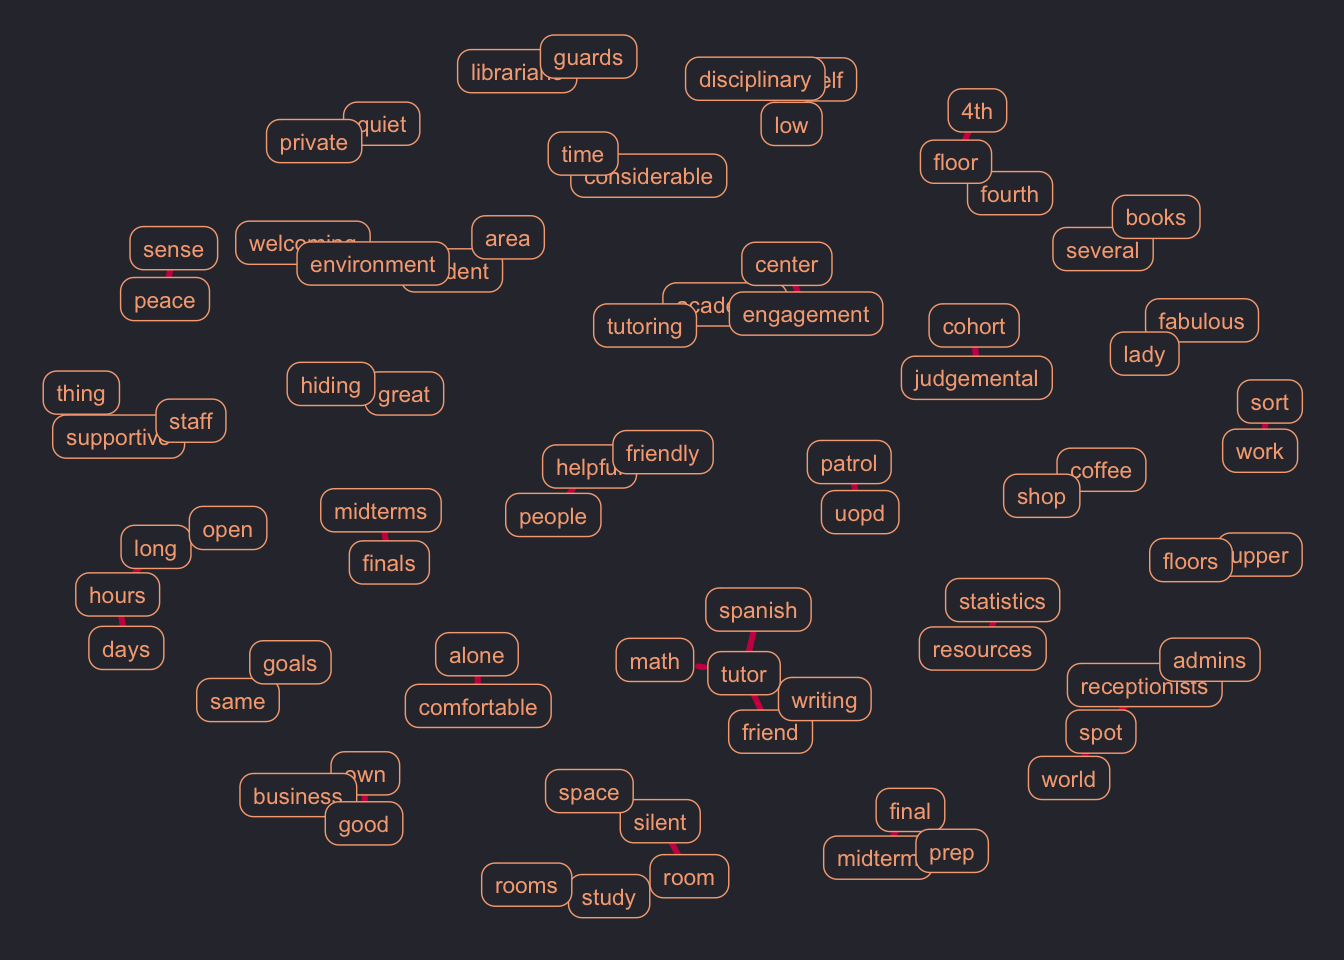 guards
librarians
disciplinary
low
4th
quiet
private
time
considerable
floor
fourth
books
several
sense
welcoming
area
environment
peace
center
engagement
tutoring
cohort
judgemental
fabulous
lady
thing
staff
supportive
hiding
great
sort
work
friendly
helpful
people
patrol
uopd
coffee
shop
midterms
finals
open
long
hours
days
floors
upper
spanish
math
tutor
writing
friend
statistics
resources
goals
same
alone
comfortable
admins
receptionists
spot
world
own
business
good
space
silent
room
rooms
study
final
midterm
prep